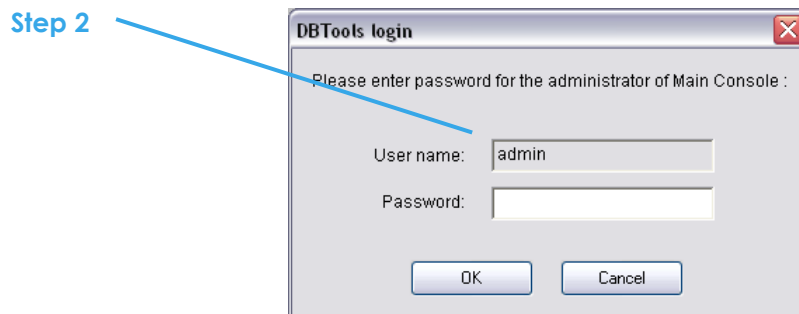 Step 2
DBTools login
Please enter password for the administrator of Main Console :
User name: admin
Password:
OK Cancel